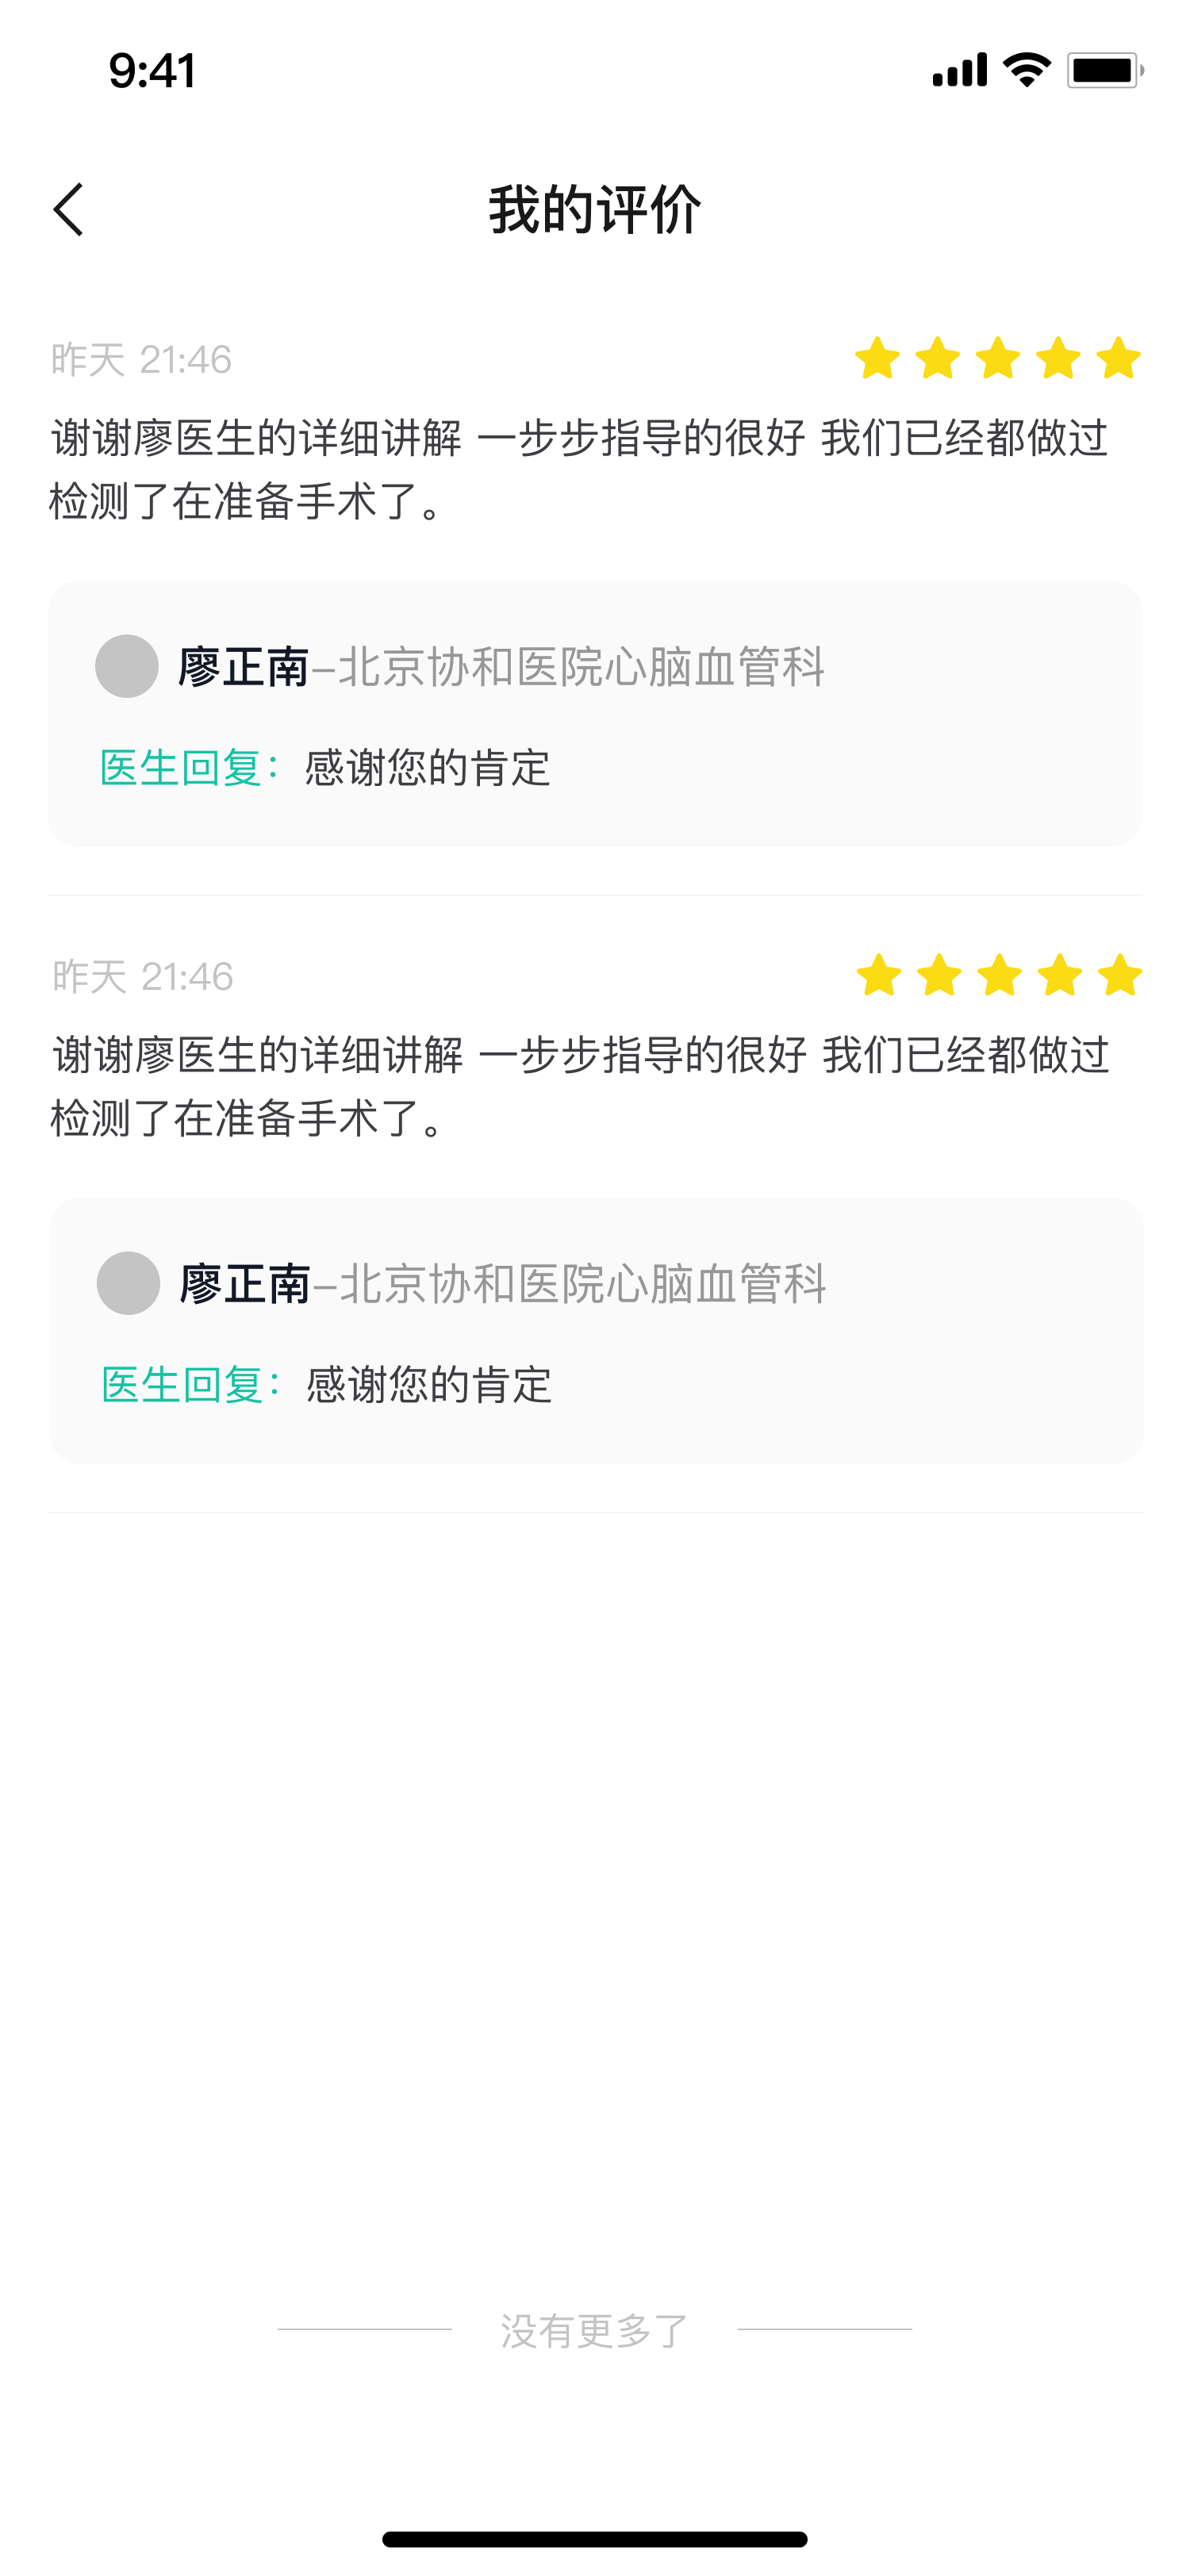 9:41
我的评价
昨天 21:46
谢谢廖医生的详细讲解 一步步指导的很好 我们已经都做过
检测了在准备手术了。
廖正南-北京协和医院心脑血管科
医生回复：感谢您的肯定
昨天 21:46
谢谢廖医生的详细讲解 一步步指导的很好 我们已经都做过
检测了在准备手术了。
廖正南-北京协和医院心脑血管科
医生回复：感谢您的肯定
没有更多了